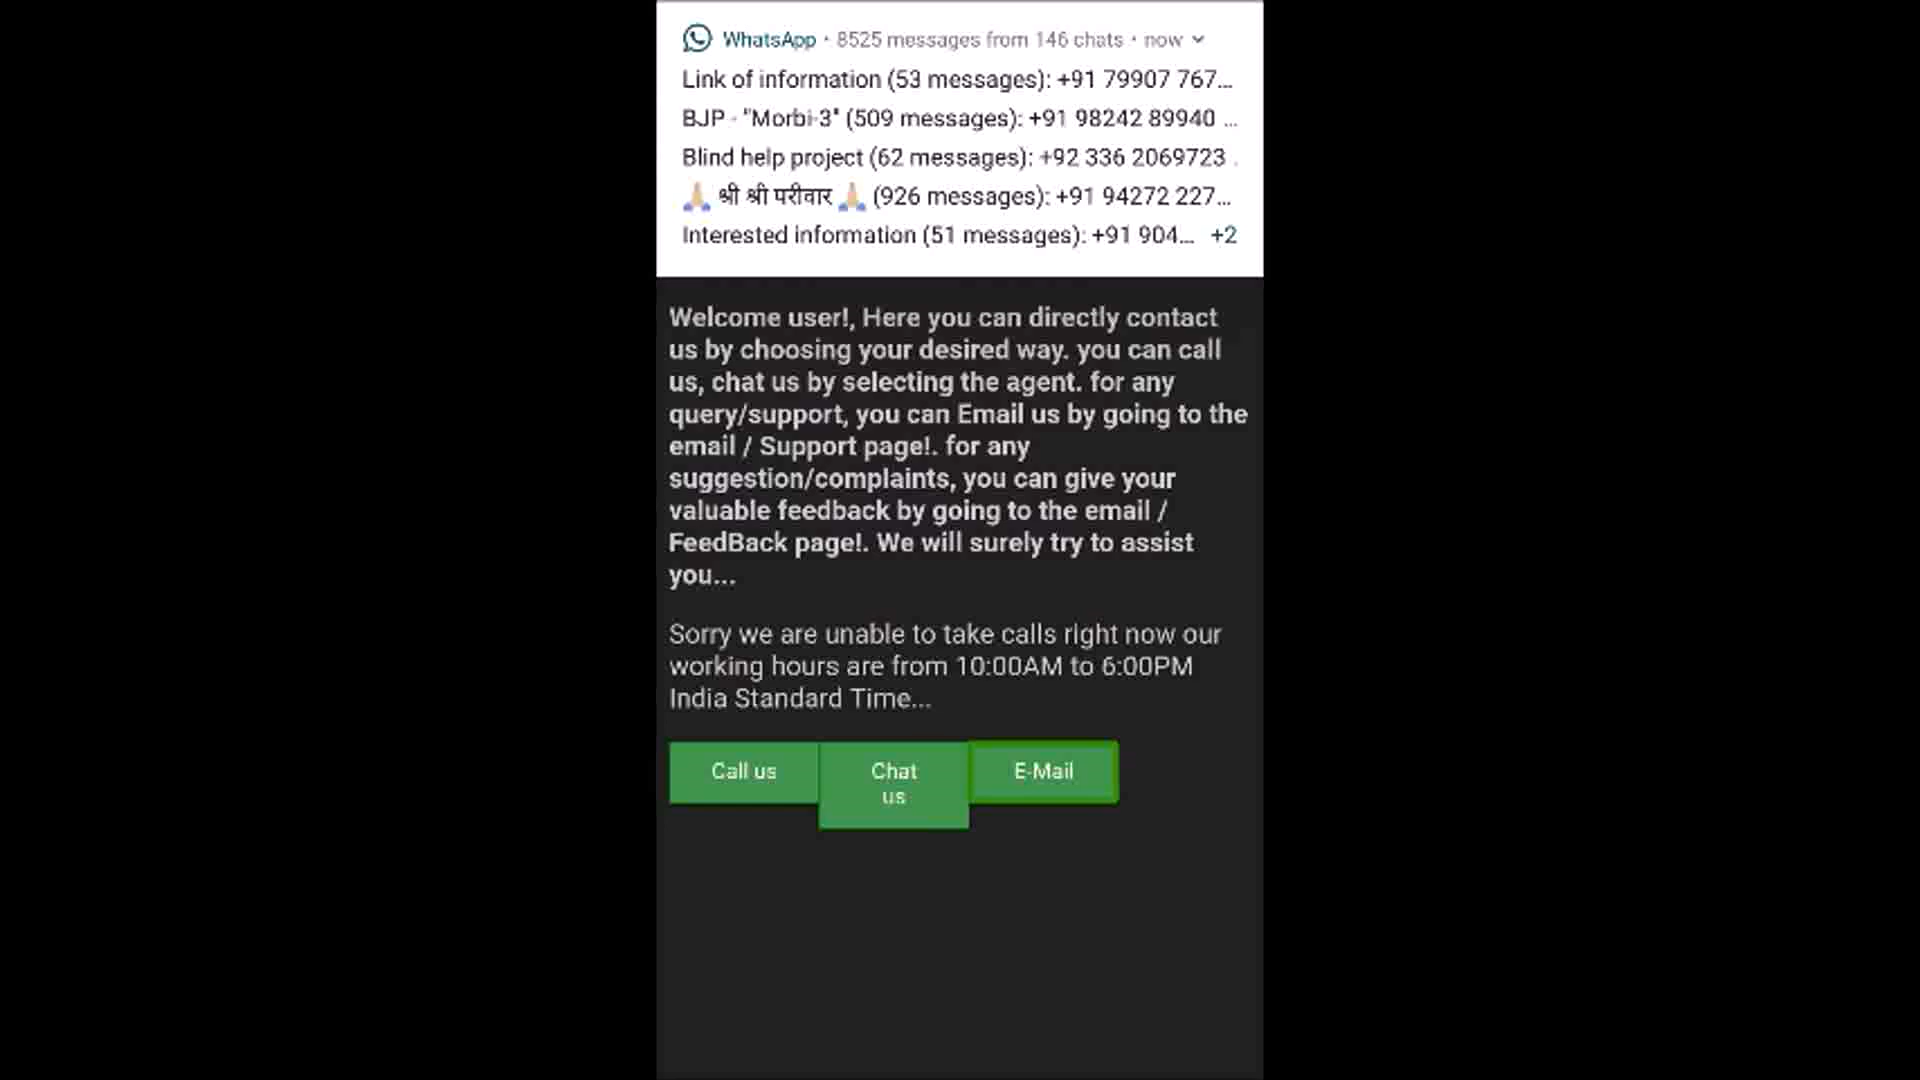 WhatsApp • 8525 messages from 146 chats • now
Link of information (53 messages): +91 79907 767...
BJP - "Morbi-3" (509 messages): +91 98242 89940 ...
Blind help project (62 messages): +92 336 2069723 .
🙏 श्री श्री परीवार 🙏 (926 messages): +91 94272 227...
Interested information (51 messages): +91 904... +2
Welcome user!, Here you can directly contact
us by choosing your desired way. you can call
us, chat us by selecting the agent. for any
query/support, you can Email us by going to the
email / Support page!. for any
suggestion/complaints, you can give your
valuable feedback by going to the email /
FeedBack page!. We will surely try to assist
you...
Sorry we are unable to take calls right now our
working hours are from 10:00AM to 6:00PM
India Standard Time...
Call us
Chat
us
E-Mail